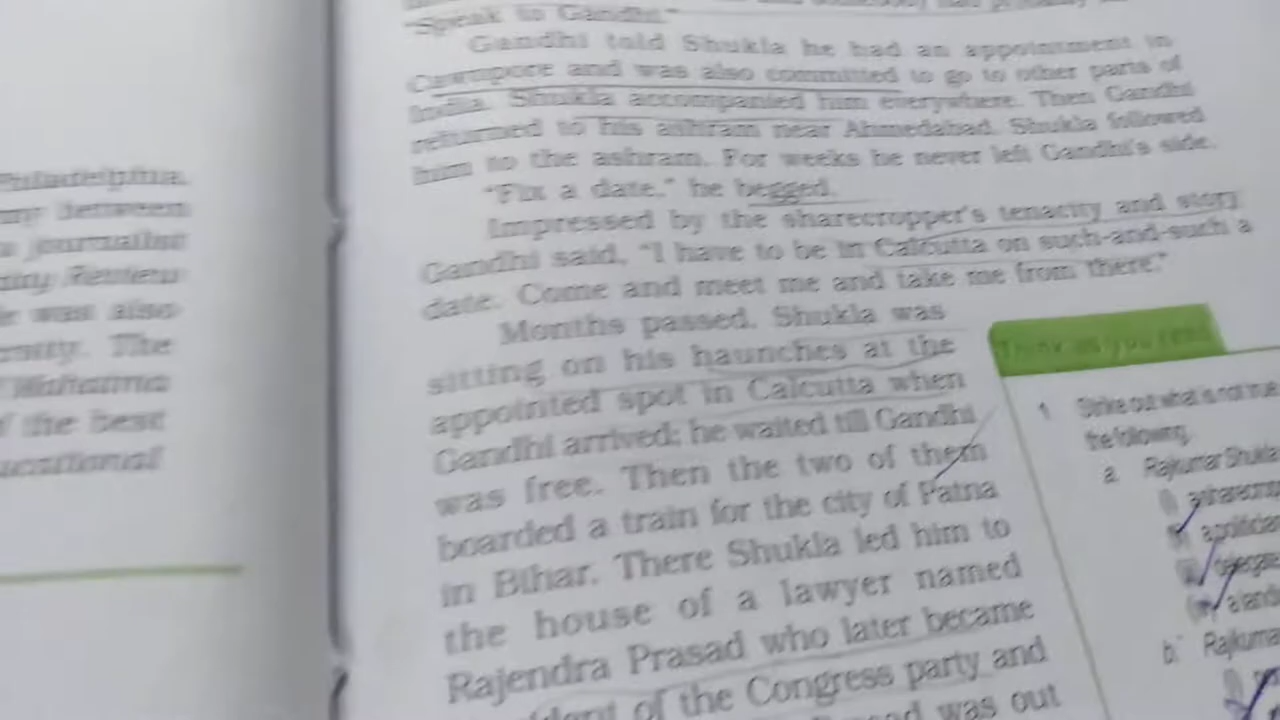 Philadelphia.
between
journalist
Review
was also
The
Mahatma
of the best
"Speak to Gandhi."
Gandhi told Shukla he had an appointment in
Cawnpore and was also committed to go to other parts of
India. Shukla accompanied him everywhere. Then Gandhi
returned to his ashram near Ahmedabad. Shukla followed
him to the ashram. For weeks he never left Gandhi's side.
"Fix a date," he begged.
Impressed by the sharecropper's tenacity and story
Gandhi said, "I have to be in Calcutta on such-and-such a
date. Come and meet me and take me from there."
Months passed. Shukla was
sitting on his haunches at the
appointed spot in Calcutta when
Gandhi arrived; he waited till Gandhi
was free. Then the two of them
boarded a train for the city of Patna
in Bihar. There Shukla led him to
the house of a lawyer named
Rajendra Prasad who later became
of the Congress party and
was out
Think as you read
1 Strike out what is not true
the following.
a. Rajkumar Shukla
(i)
b.